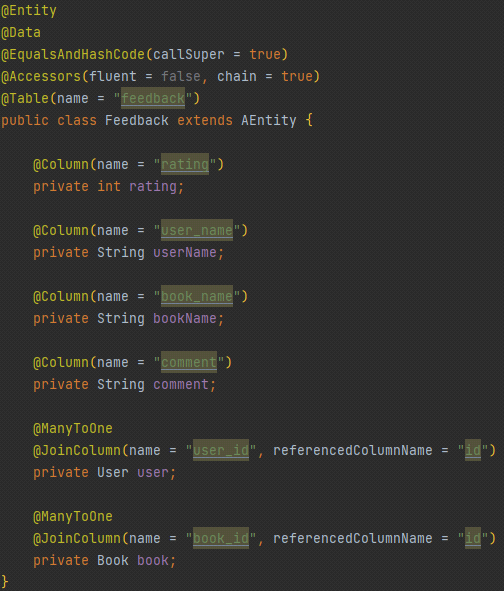 @Entity
@Data
@EqualsAndHashCode(callSuper = true)
@Accessors(fluent = false, chain = true)
@Table(name = "feedback")
public class Feedback extends AEntity {
@Column(name = "rating")
private int rating;
@Column(name = "user_name")
private String userName;
@Column(name = "book_name")
private String bookName;
@Column(name = "comment")
private String comment;
@ManyToOne
@JoinColumn(name = "user_id", referencedColumnName = "id")
private User user;
@ManyToOne
@JoinColumn(name = "book_id", referencedColumnName = "id")
private Book book;
}